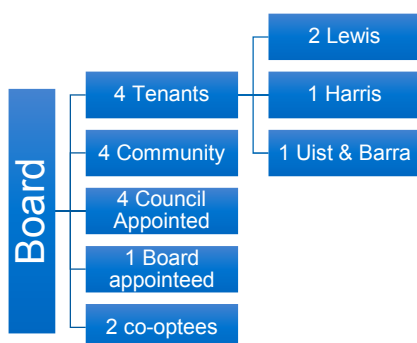 Board
4 Tenants
2 Lewis
1 Harris
1 Uist & Barra
4 Community
4 Council
Appointed
1 Board
appointeed
2 co-optees